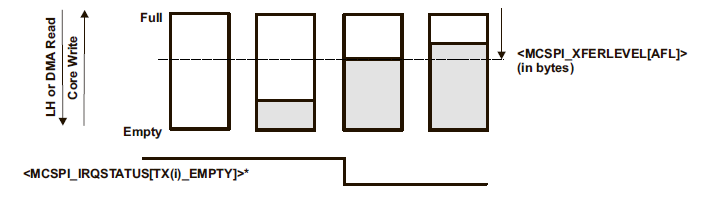 Full
LH or DMA Read
Core Write
<MCSPI_XFERLEVEL[AFL]>
(in bytes)
Empty
<MCSPI_IRQSTATUS[TX(i)_EMPTY]>*